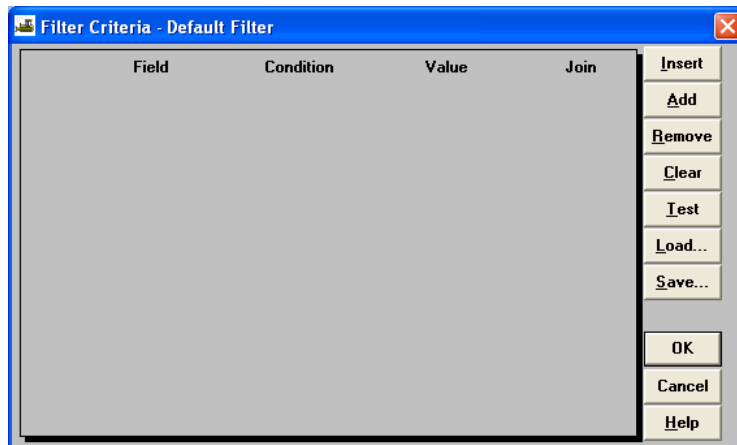 Filter Criteria - Default Filter
Field Condition Value Join
Insert
Add
Remove
Clear
Test
Load...
Save...
OK
Cancel
Help